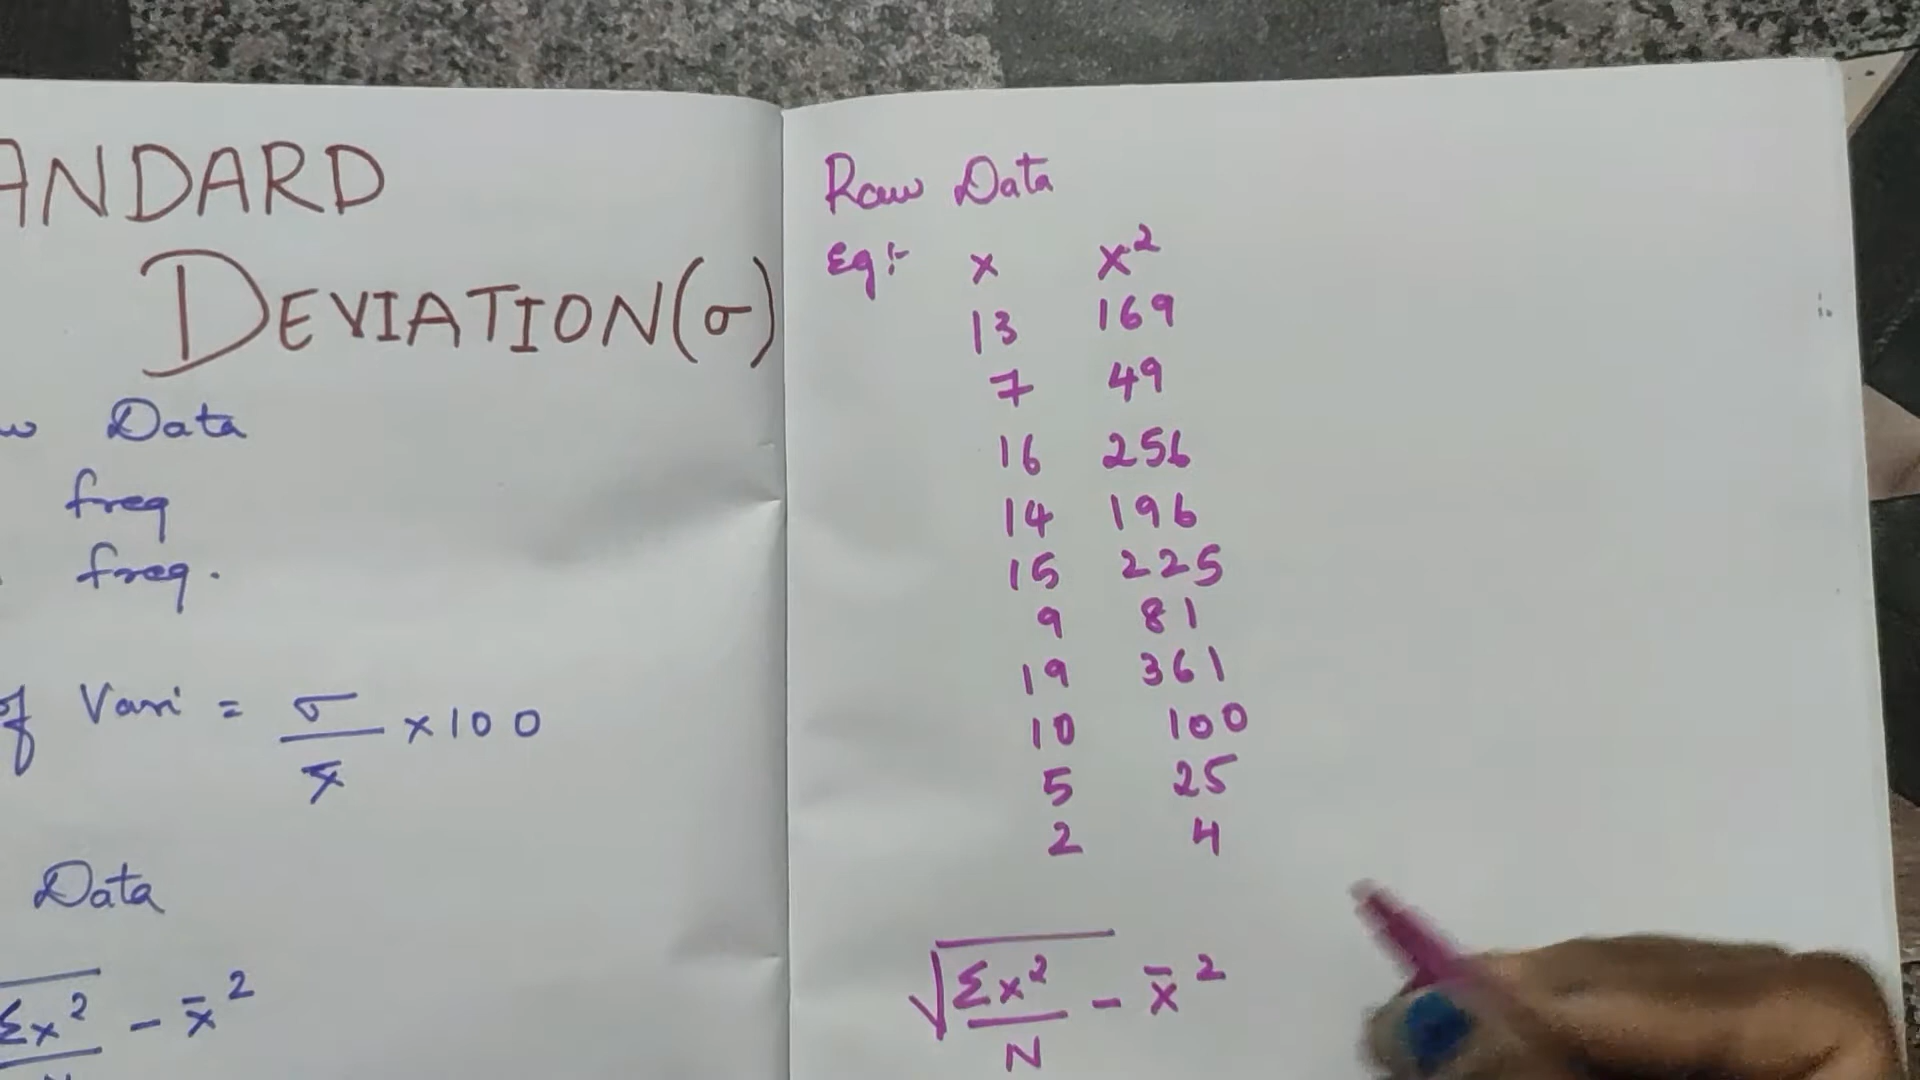 ANDARD
DEVIATION(σ)
Data
freq
freq.
of Vari = σ / x̄ × 100
Data
Σx² - x̄²
N
Raw Data
Eg:- x x²
13 169
7 49
16 256
14 196
15 225
9 81
19 361
10 100
5 25
2 4
√Σx²/N - x̄²